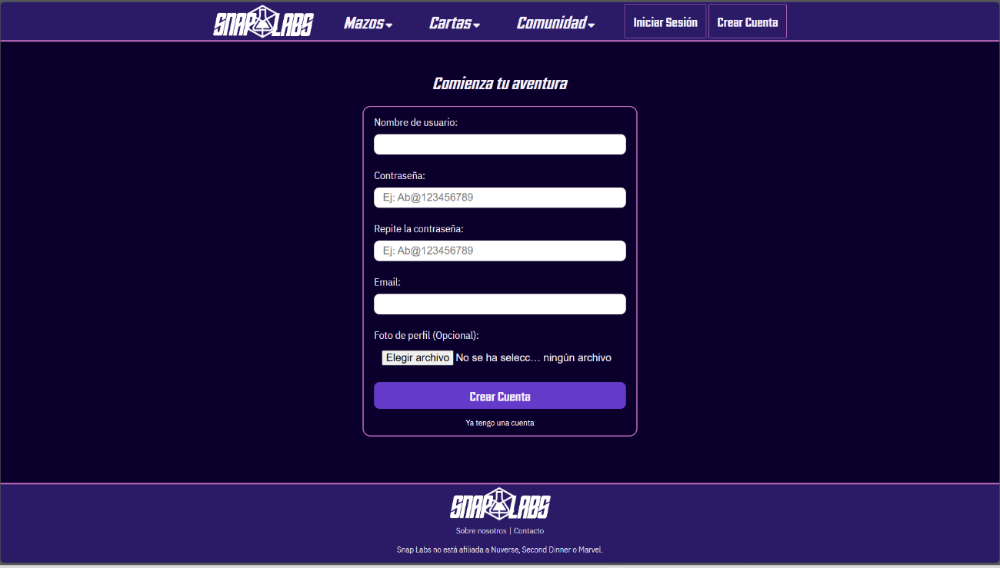 SNAP LABS
Mazos
Cartas
Comunidad
Iniciar Sesión
Crear Cuenta
Comienza tu aventura
Nombre de usuario:
Contraseña:
Ej: Ab@123456789
Repite la contraseña:
Ej: Ab@123456789
Email:
Foto de perfil (Opcional):
Elegir archivo No se ha selecc... ningún archivo
Crear Cuenta
Ya tengo una cuenta
SNAP LABS
Sobre nosotros | Contacto
Snap Labs no está afiliada a Nuverse, Second Dinner o Marvel.